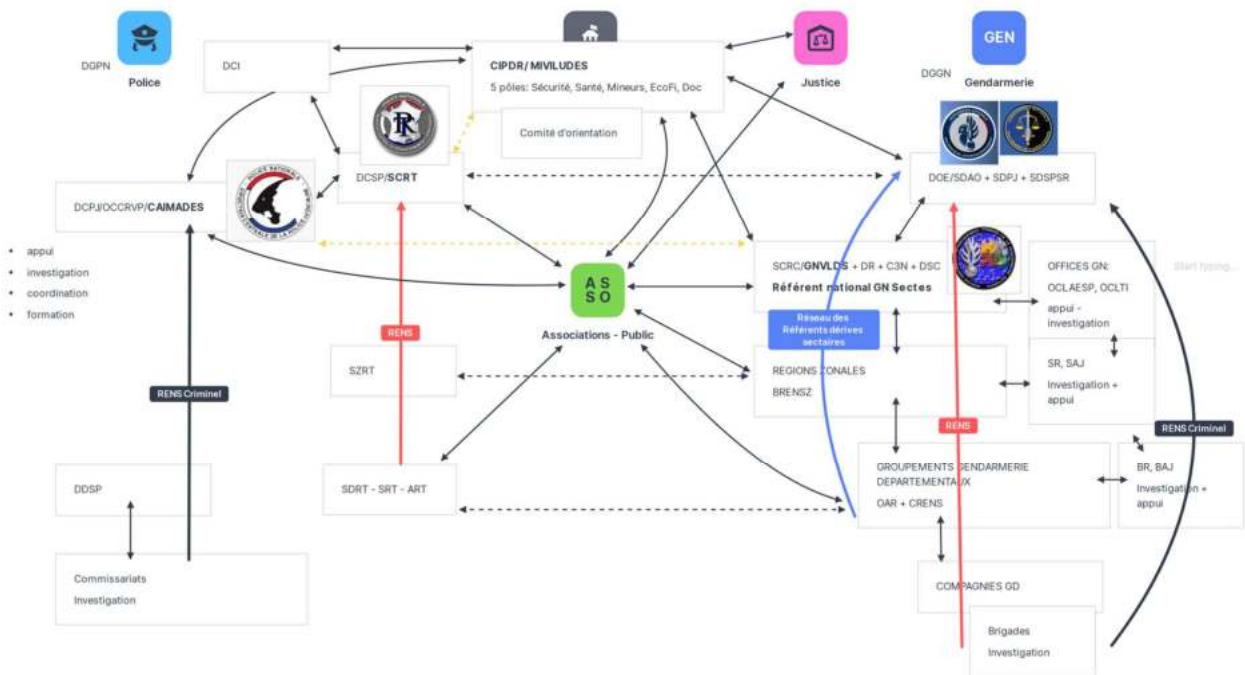 GEN
DGPN
Police
DCI
CIPDR/ MIVILUDES
5 pôles: Sécurité, Santé, Mineurs, EcoFi, Doc
Comité d'orientation
Justice
DGGN
Gendarmerie
DCSP/SCRT
DOE/SDAO + SDPJ + SDSPSR
DCPJ/OCCRVP/CAIMADES
POLICE NATIONALE
• appui
• investigation
• coordination
• formation
AS
SO
Associations - Public
SCRC/GNVLDS + DR + C3N + DSC
Référent national GN Sectes
OFFICES GN:
OCLAESP, OCLTI
appui -
investigation
Start typing...
Réseau des
Référents dérives
sectaires
RENS
SZRT
REGIONS ZONALES
BRENSZ
SR, SAJ
Investigation +
appui
RENS Criminel
RENS
RENS Criminel
DDSP
SDRT - SRT - ART
GROUPEMENTS GENDARMERIE
DEPARTEMENTAUX
OAR + CRENS
BR, BAJ
Investigation +
appui
Commissariats
Investigation
COMPAGNIES GD
Brigades
Investigation